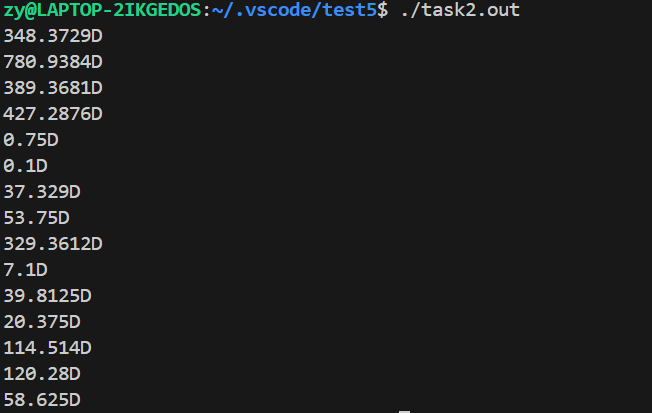 zy@LAPTOP-2IKGEDOS:~/.vscode/test5$ ./task2.out
348.3729D
780.9384D
389.3681D
427.2876D
0.75D
0.1D
37.329D
53.75D
329.3612D
7.1D
39.8125D
20.375D
114.514D
120.28D
58.625D